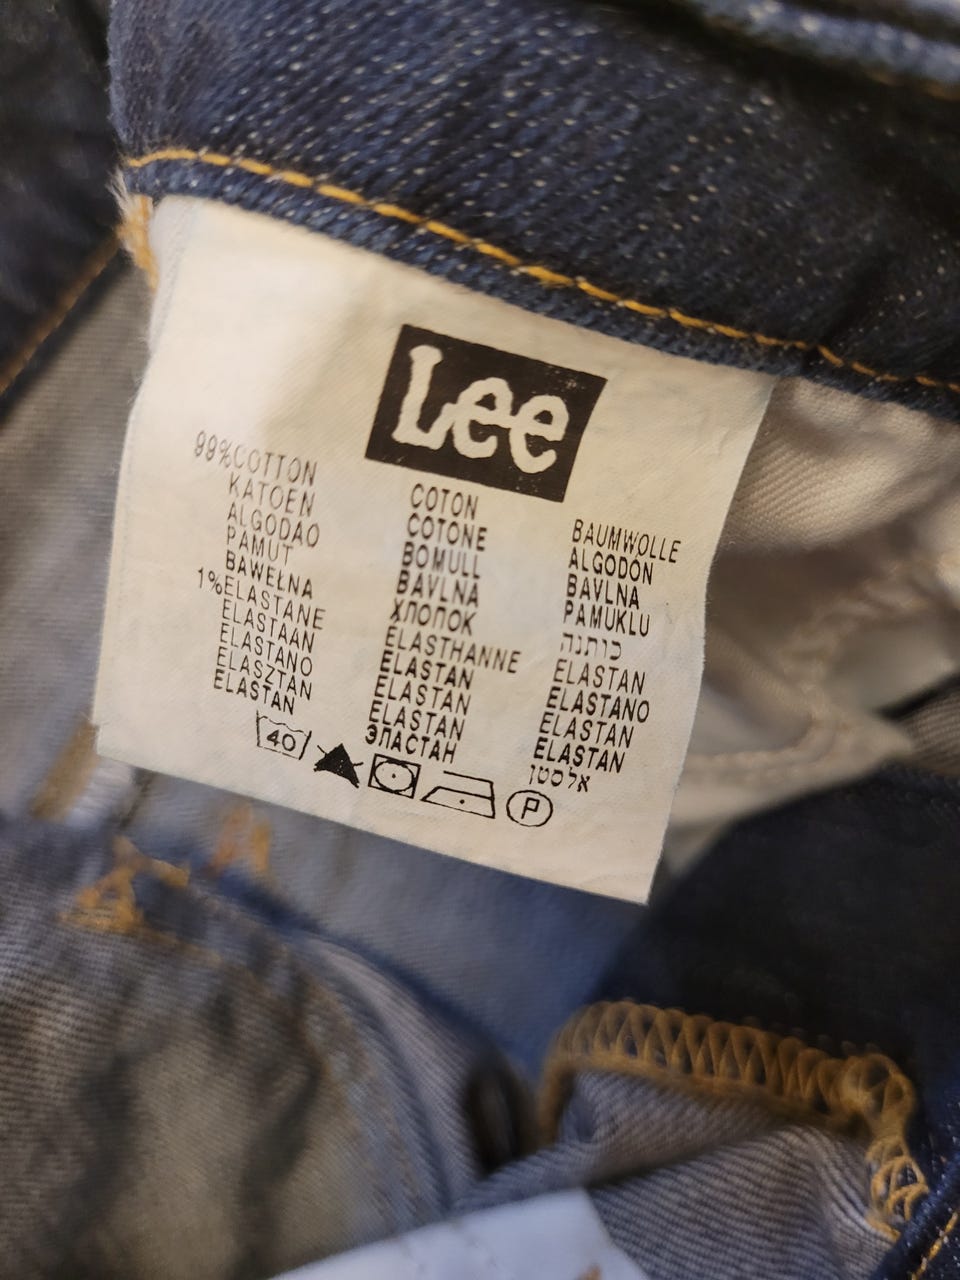 Lee
99%COTTON COTON BAUMWOLLE
KATOEN COTONE ALGODÓN
ALGODAO BOMULL BAVLNA
PAMUT BAVLNA PAMUKLU
BAWEŁNA ХЛОПОК כותנה
1%ELASTANE ÉLASTHANNE ELASTAN
ELASTAAN ELASTAN ELASTANO
ELASTANO ELASTAN ELASTAN
ELASZTÁN ELASTAN ELASTAN
ELASTAN ЭЛАСТАН אלסטן
40 P